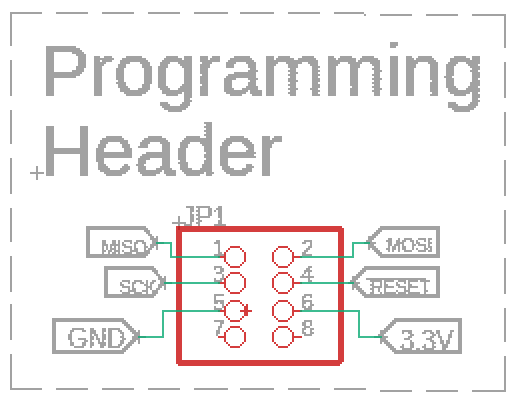 Programming
Header
JP1
MISO 1 2 MOSI
SCK 3 4 RESET
GND 5 6 3.3V
7 8